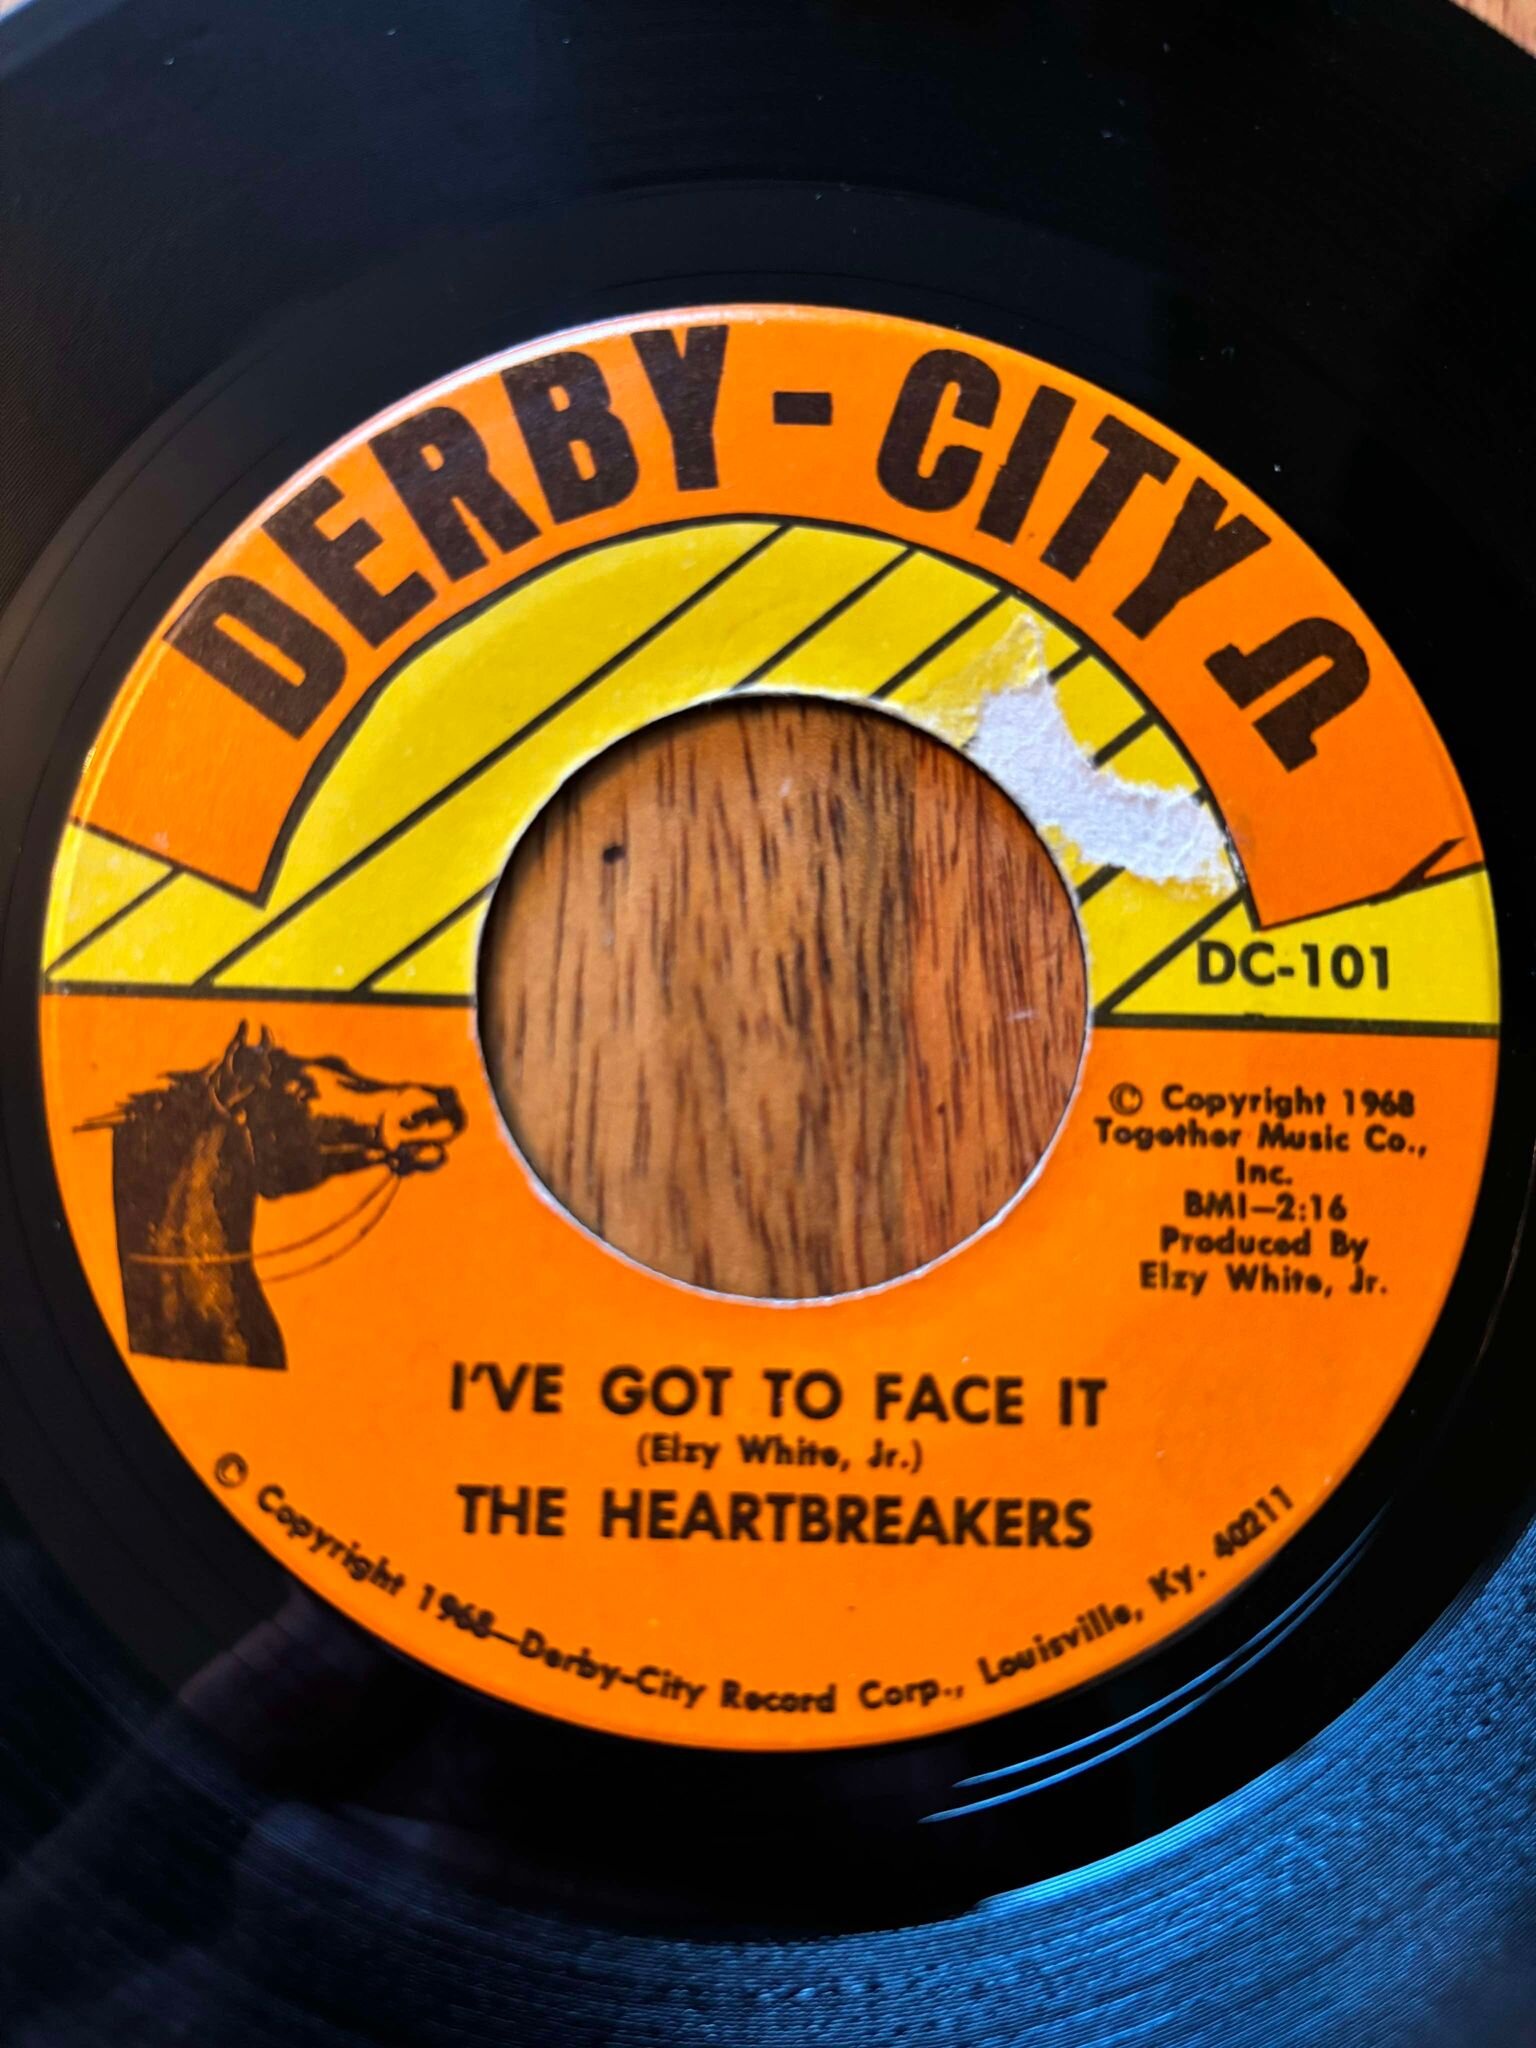 DERBY-CITY
DC-101
© Copyright 1968
Together Music Co.,
Inc.
BMI—2:16
Produced By
Elzy White, Jr.
I'VE GOT TO FACE IT
(Elzy White, Jr.)
THE HEARTBREAKERS
© Copyright 1968—Derby-City Record Corp., Louisville, Ky. 40211